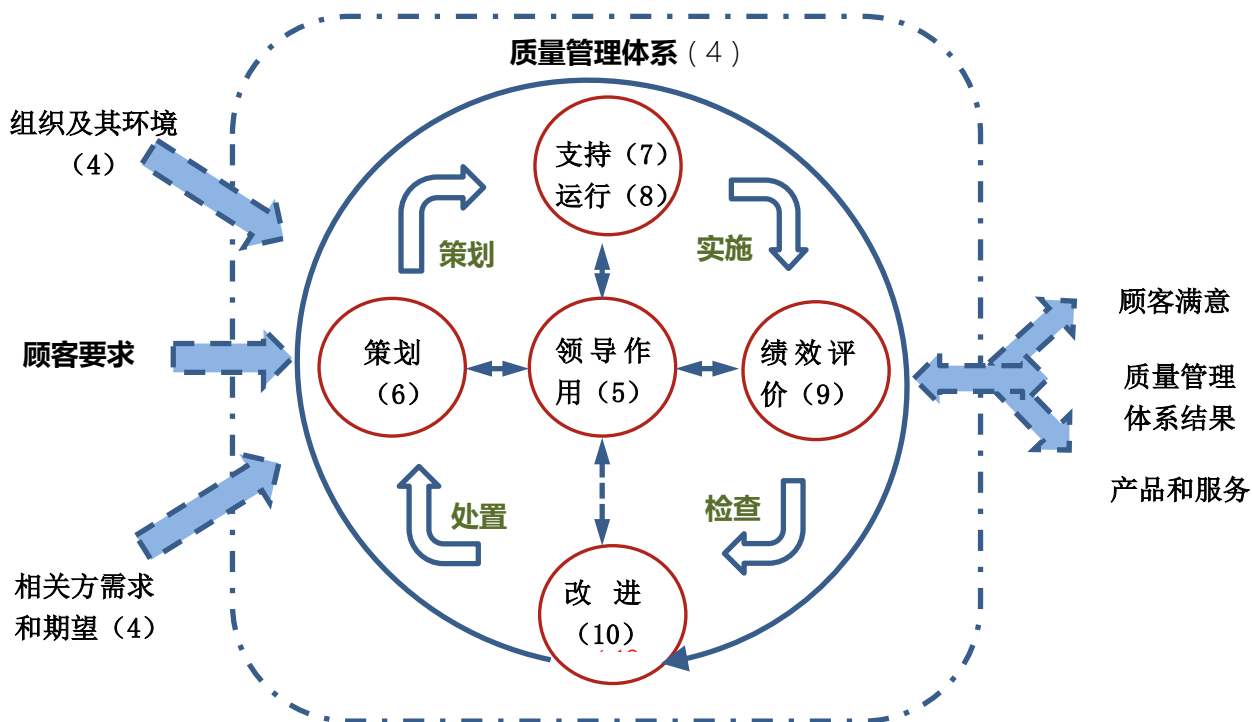 质量管理体系（4）
组织及其环境
（4）
支持（7）
运行（8）
策划
实施
顾客要求
策划
（6）
领导作
用（5）
绩效评
价（9）
顾客满意
质量管理
体系结果
产品和服务
处置
检查
相关方需求
和期望（4）
改 进
（10）